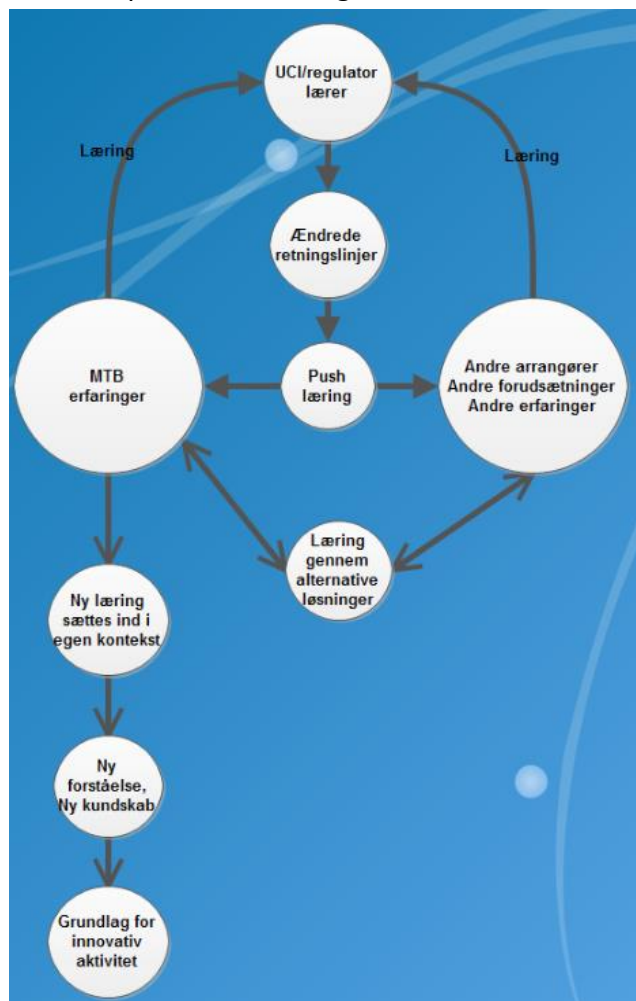 UCI/regulator
lærer
Læring
Læring
Ændrede
retningslinjer
MTB
erfaringer
Push
læring
Andre arrangører
Andre forudsætninger
Andre erfaringer
Læring
gennem
alternative
løsninger
Ny læring
sættes ind i
egen kontekst
Ny
forståelse,
Ny kundskab
Grundlag for
innovativ
aktivitet